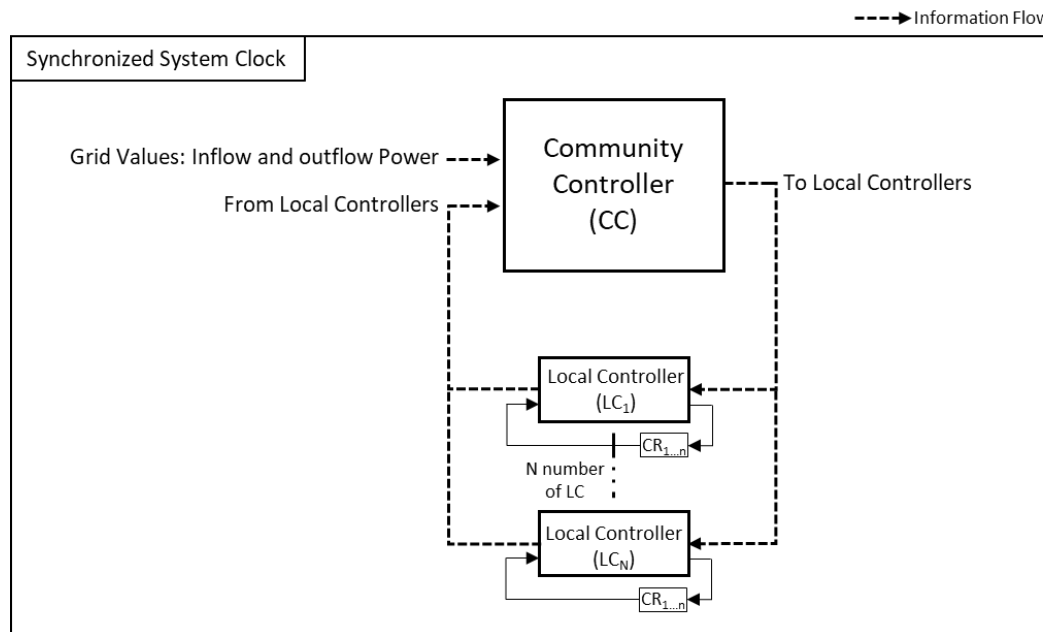 Information Flow
Synchronized System Clock
Grid Values: Inflow and outflow Power
From Local Controllers
Community
Controller
(CC)
To Local Controllers
Local Controller
(LC₁)
CR₁...ₙ
N number
of LC
Local Controller
(LC_N)
CR₁...ₙ